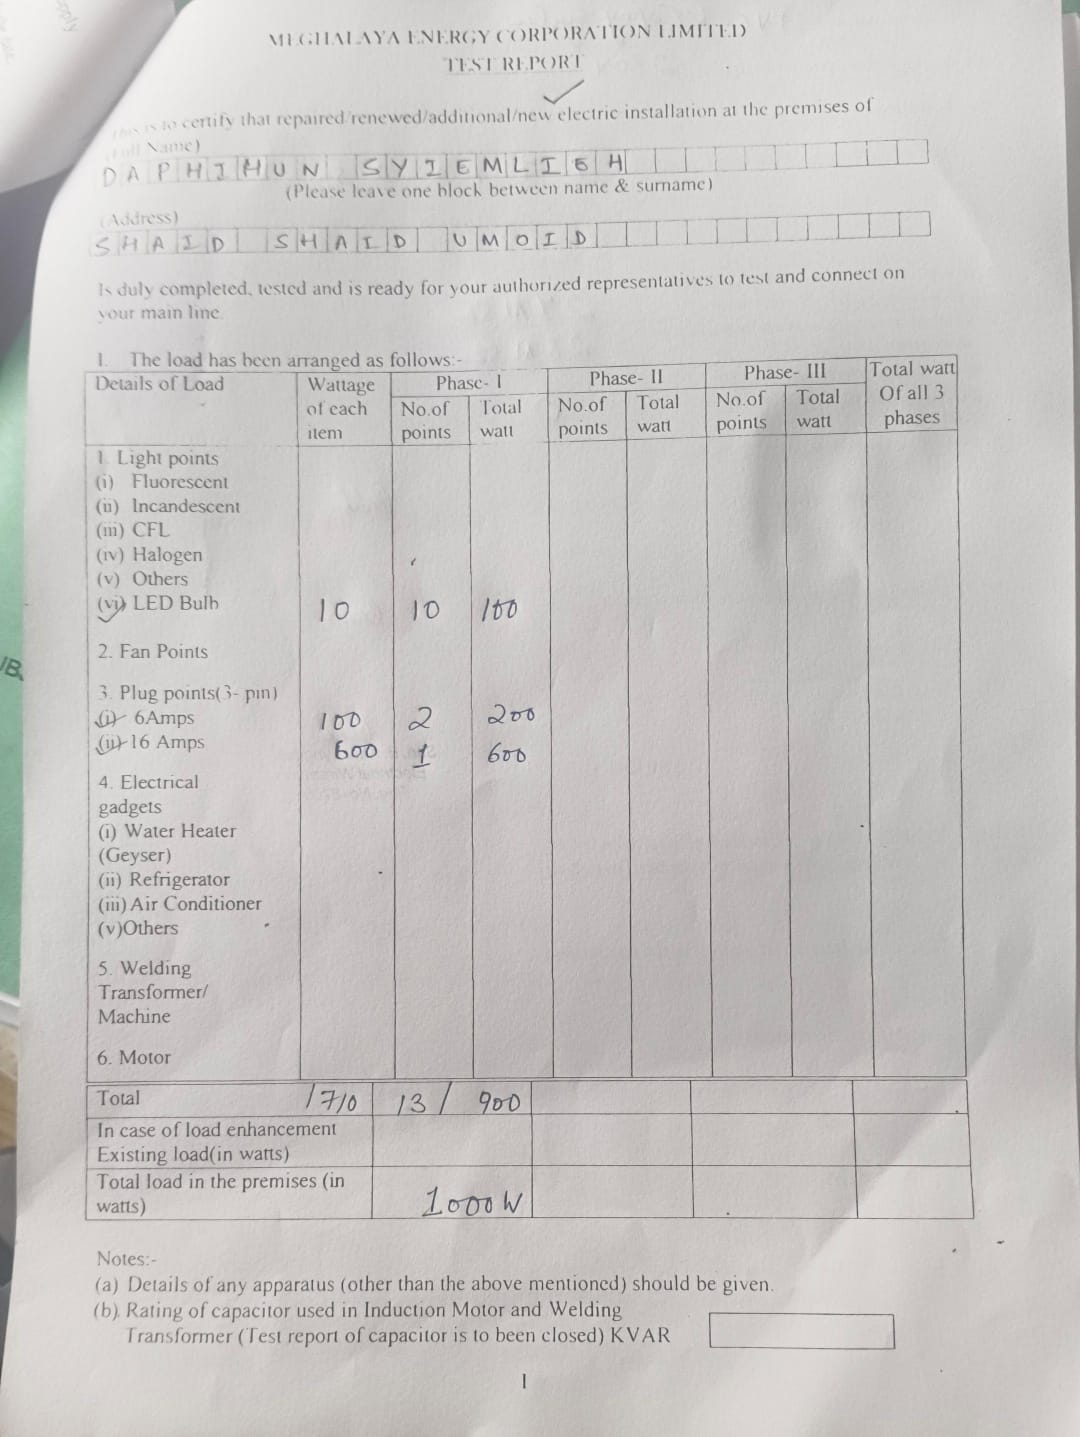 MEGHALAYA ENERGY CORPORATION LIMITED
TEST REPORT
This is to certify that repaired/renewed/additional/new electric installation at the premises of
(Full Name)
DAPHIHUN SYIEMLIEH
(Please leave one block between name & surname)
(Address)
SHAID SHAID UMOID
Is duly completed, tested and is ready for your authorized representatives to test and connect on
your main line.
1. The load has been arranged as follows:-
Details of Load Wattage of each item Phase- I No.of points Total watt Phase- II No.of points Total watt Phase- III No.of points Total watt Total watt Of all 3 phases
1. Light points
(i) Fluorescent
(ii) Incandescent
(iii) CFL
(iv) Halogen
(v) Others
(vi) LED Bulb 10 10 100
2. Fan Points
3. Plug points(3- pin)
(i) 6Amps 100 2 200
(ii) 16 Amps 600 1 600
4. Electrical
gadgets
(i) Water Heater
(Geyser)
(ii) Refrigerator
(iii) Air Conditioner
(v)Others
5. Welding
Transformer/
Machine
6. Motor
Total 1710 13/ 900
In case of load enhancement
Existing load(in watts)
Total load in the premises (in
watts) 1000W
Notes:-
(a) Details of any apparatus (other than the above mentioned) should be given.
(b). Rating of capacitor used in Induction Motor and Welding
Transformer (Test report of capacitor is to been closed) KVAR
1